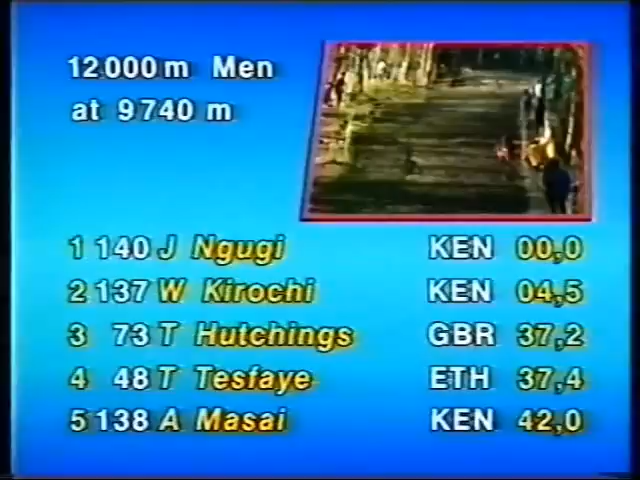 12000m Men
at 9740 m
1 140 J Ngugi KEN 00,0
2 137 W Kirochi KEN 04,5
3 73 T Hutchings GBR 37,2
4 48 T Tesfaye ETH 37,4
5 138 A Masai KEN 42,0